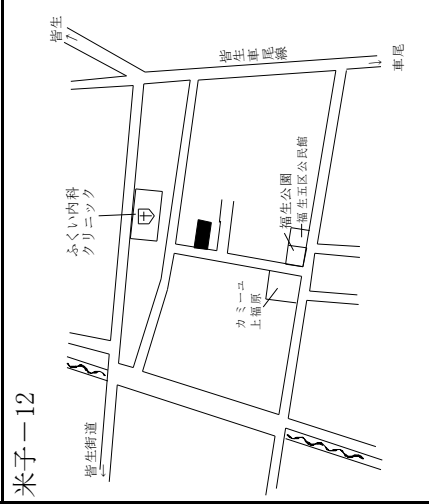 米子－12
皆生街道
←
ふくい内科
クリニック
皆生
↑
皆生車尾線
車尾
↓
福生公園
福生五区公民館
カミーユ
上福原